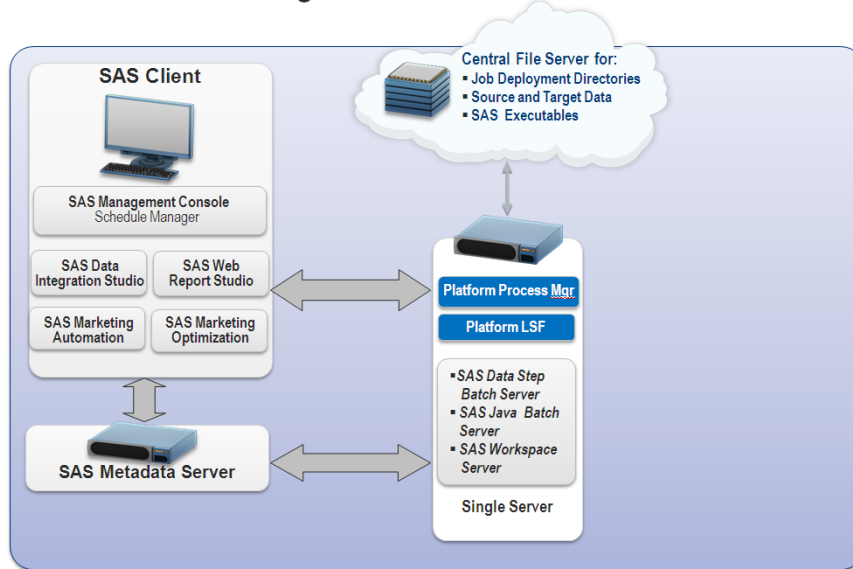 SAS Client
SAS Management Console
Schedule Manager
SAS Data
Integration Studio
SAS Web
Report Studio
SAS Marketing
Automation
SAS Marketing
Optimization
SAS Metadata Server
Central File Server for:
▪ Job Deployment Directories
▪ Source and Target Data
▪ SAS Executables
Platform Process Mgr
Platform LSF
▪ SAS Data Step
Batch Server
▪ SAS Java Batch
Server
▪ SAS Workspace
Server
Single Server